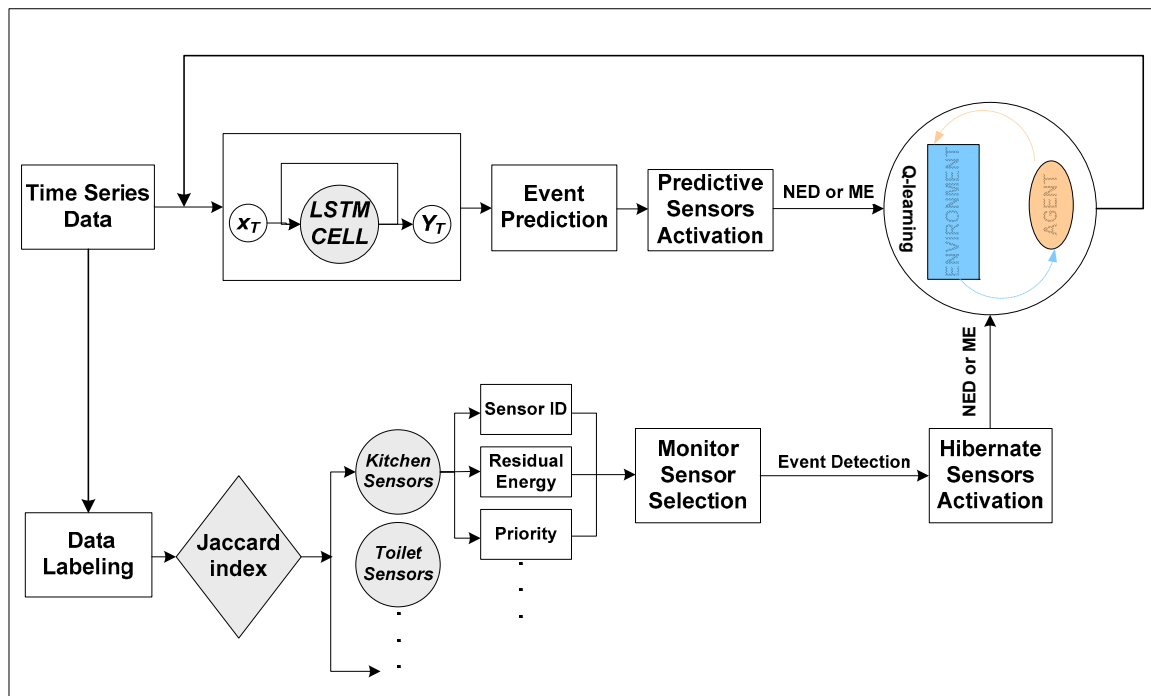 Time Series
Data
xT
LSTM
CELL
YT
Event
Prediction
Predictive
Sensors
Activation
NED or ME
Q-learning
ENVIRONMENT
AGENT
NED or ME
Data
Labeling
Jaccard
index
Kitchen
Sensors
Toilet
Sensors
Sensor ID
Residual
Energy
Priority
Monitor
Sensor
Selection
Event Detection
Hibernate
Sensors
Activation